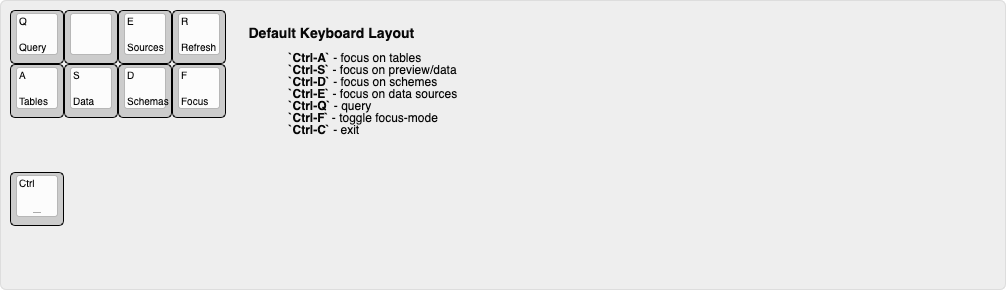 Q E R
Query Sources Refresh
A S D F
Tables Data Schemas Focus
Ctrl
__
Default Keyboard Layout
`Ctrl-A` - focus on tables
`Ctrl-S` - focus on preview/data
`Ctrl-D` - focus on schemes
`Ctrl-E` - focus on data sources
`Ctrl-Q` - query
`Ctrl-F` - toggle focus-mode
`Ctrl-C` - exit